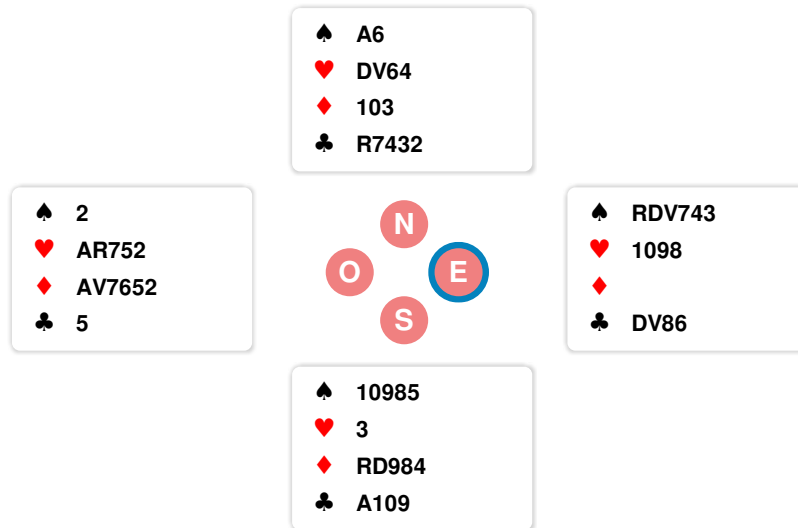 ♠ A6
♥ DV64
♦ 103
♣ R7432
♠ 2
♥ AR752
♦ AV7652
♣ 5
N
O
E
S
♠ RDV743
♥ 1098
♦
♣ DV86
♠ 10985
♥ 3
♦ RD984
♣ A109